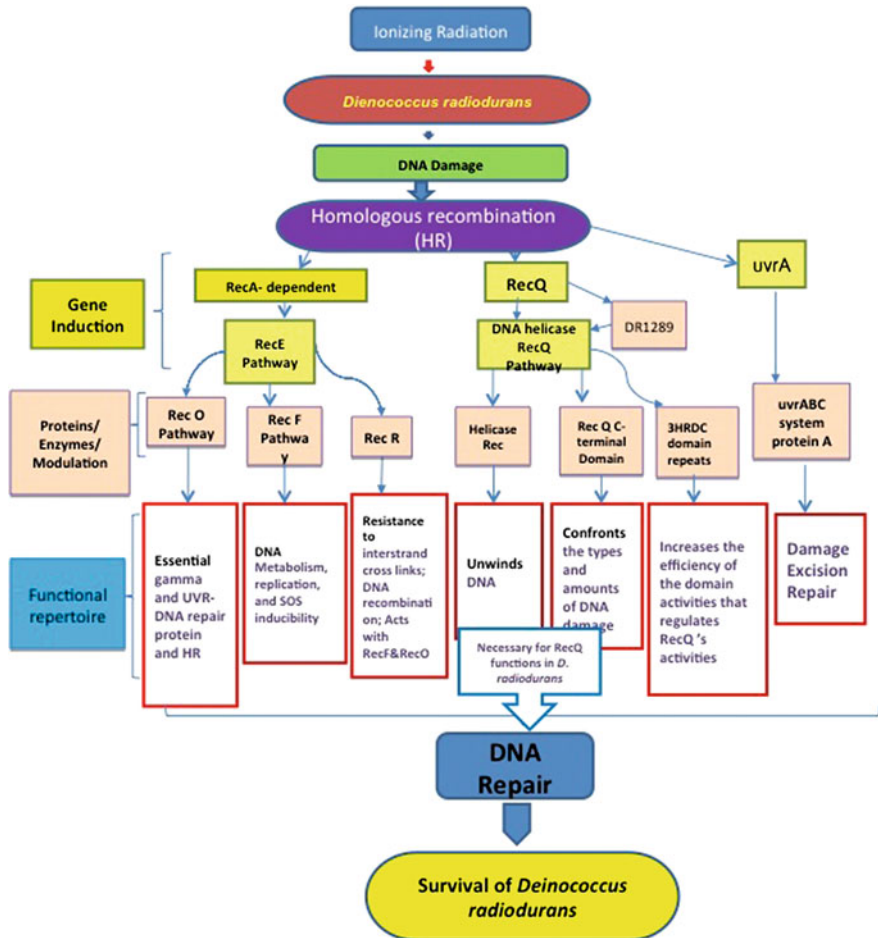 Ionizing Radiation
Dienococcus radiodurans
DNA Damage
Homologous recombination
(HR)
Gene
Induction
RecA- dependent
RecQ
uvrA
DR1289
RecE
Pathway
DNA helicase
RecQ
Pathway
Proteins/
Enzymes/
Modulation
Rec O
Pathway
Rec F
Pathwa
y
Rec R
Helicase
Rec
Rec Q C-
terminal
Domain
3HRDC
domain
repeats
uvrABC
system
protein A
Functional
repertoire
Essential
gamma
and UVR-
DNA repair
protein
and HR
DNA
Metabolism,
replication,
and SOS
inducibility
Resistance
to
interstrand
cross links;
DNA
recombinati
on; Acts
with
RecF&RecO
Unwinds
DNA
Confronts
the types
and
amounts
of DNA
damage
Increases the
efficiency of
the domain
activities that
regulates
RecQ 's
activities
Damage
Excision
Repair
Necessary for RecQ
functions in D.
radiodurans
DNA
Repair
Survival of Deinococcus
radiodurans